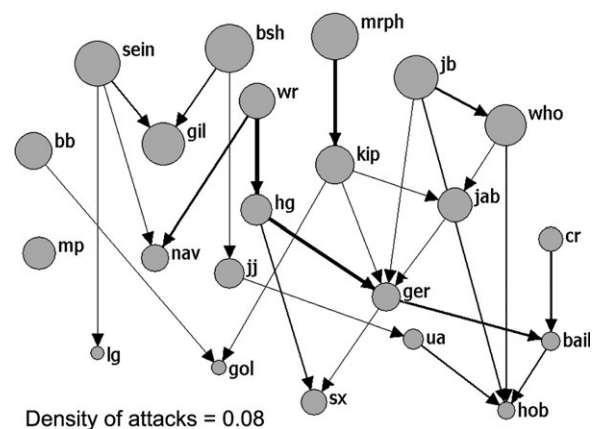 mrph
bsh
sein
jb
wr
who
gil
bb
kip
hg
jab
cr
mp
nav
jj
ger
ua
bail
lg
gol
sx
hob
Density of attacks = 0.08